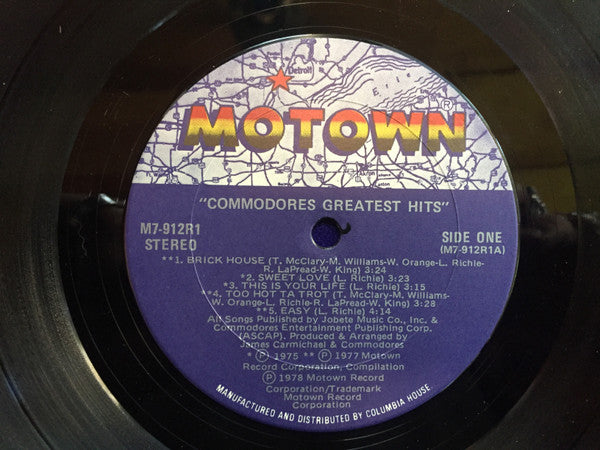 Detroit
Erie
MOTOWN®
"COMMODORES GREATEST HITS"
M7-912R1
STEREO
SIDE ONE
(M7-912R1A)
**1. BRICK HOUSE (T. McClary-M. Williams-W. Orange-L. Richie-
R. LaPread-W. King) 3:24
*2. SWEET LOVE (L. Richie) 3:23
*3. THIS IS YOUR LIFE (L. Richie) 3:15
**4. TOO HOT TA TROT (T. McClary-M. Williams-
W. Orange-L. Richie-R. LaPread-W. King) 3:28
**5. EASY (L. Richie) 4:14
All Songs Published by Jobete Music Co., Inc. &
Commodores Entertainment Publishing Corp.
(ASCAP). Produced & Arranged by
James Carmichael & Commodores
* ℗ 1975 ** ℗ 1977 Motown
Record Corporation, Compilation
℗ 1978 Motown Record
Corporation/Trademark
Motown Record
Corporation
MANUFACTURED AND DISTRIBUTED BY COLUMBIA HOUSE